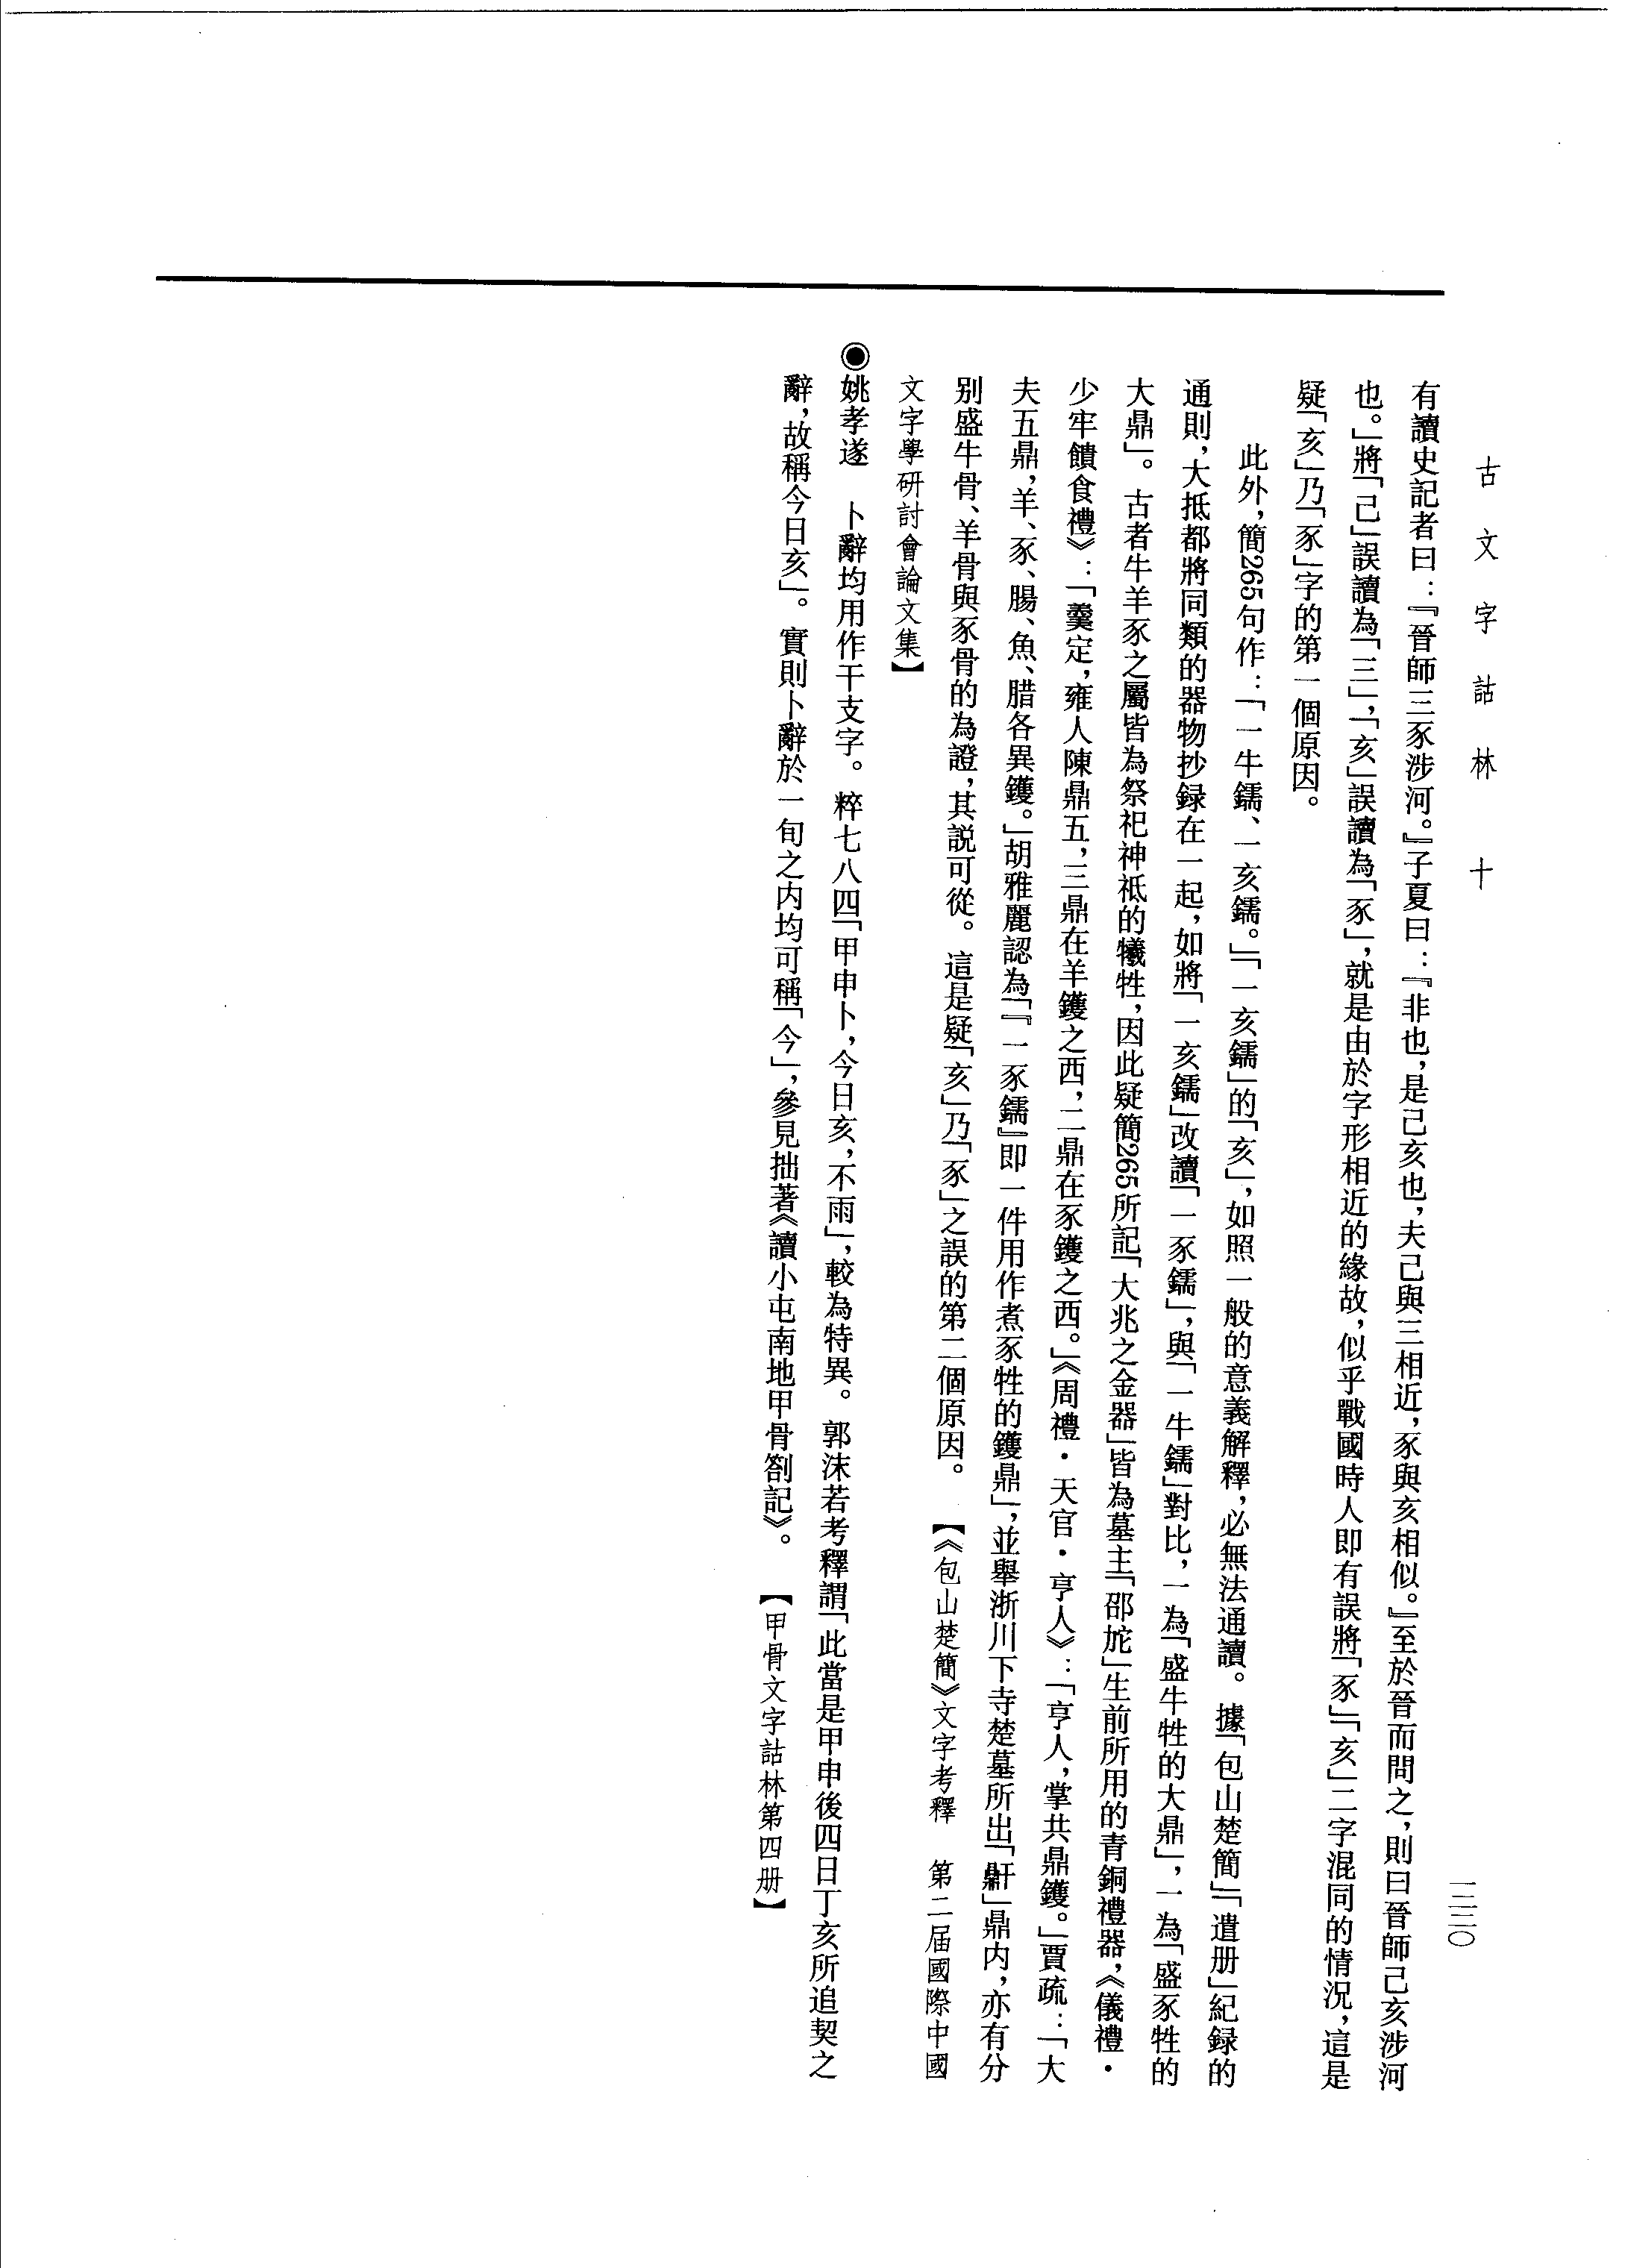 古文字詁林　十
一二三〇
有讀史記者曰：『晉師三豕涉河。』子夏曰：『非也，是己亥也，夫己與三相近，豕與亥相似。』至於晉而問之，則曰晉師己亥涉河
也。」將「己」誤讀為「三」，「亥」誤讀為「豕」，就是由於字形相近的緣故，似乎戰國時人即有誤將「豕」「亥」二字混同的情況，這是
疑「亥」乃「豕」字的第一個原因。
此外，簡265句作：「一牛鑐、一亥鑐。」「一亥鑐」的「亥」，如照一般的意義解釋，必無法通讀。據「包山楚簡」「遣册」紀録的
通則，大抵都將同類的器物抄録在一起，如將「一亥鑐」改讀「一豕鑐」，與「一牛鑐」對比，一為「盛牛牲的大鼎」，一為「盛豕牲的
大鼎」。古者牛羊豕之屬皆為祭祀神祇的犧牲，因此疑簡265所記「大兆之金器」皆為墓主「邵𨒫」生前所用的青銅禮器，《儀禮·
少牢饋食禮》：「羹定，雍人陳鼎五，三鼎在羊鑊之西，二鼎在豕鑊之西。」《周禮·天官·亨人》：「亨人，掌共鼎鑊。」賈疏：「大
夫五鼎，羊、豕、腸、魚、腊各異鑊。」胡雅麗認為「『一豕鑐』即一件用作煮豕牲的鑊鼎」，並舉浙川下寺楚墓所出「」鼎内，亦有分
别盛牛骨、羊骨與豕骨的為證，其説可從。這是疑「亥」乃「豕」之誤的第二個原因。　【《包山楚簡》文字考釋　第二届國際中國
文字學研討會論文集】
◉姚孝遂　卜辭均用作干支字。粹七八四「甲申卜，今日亥，不雨」，較為特異。郭沫若考釋謂「此當是甲申後四日丁亥所追契之
辭，故稱今日亥」。實則卜辭於一旬之内均可稱「今」，參見拙著《讀小屯南地甲骨劄記》。　【甲骨文字詁林第四册】